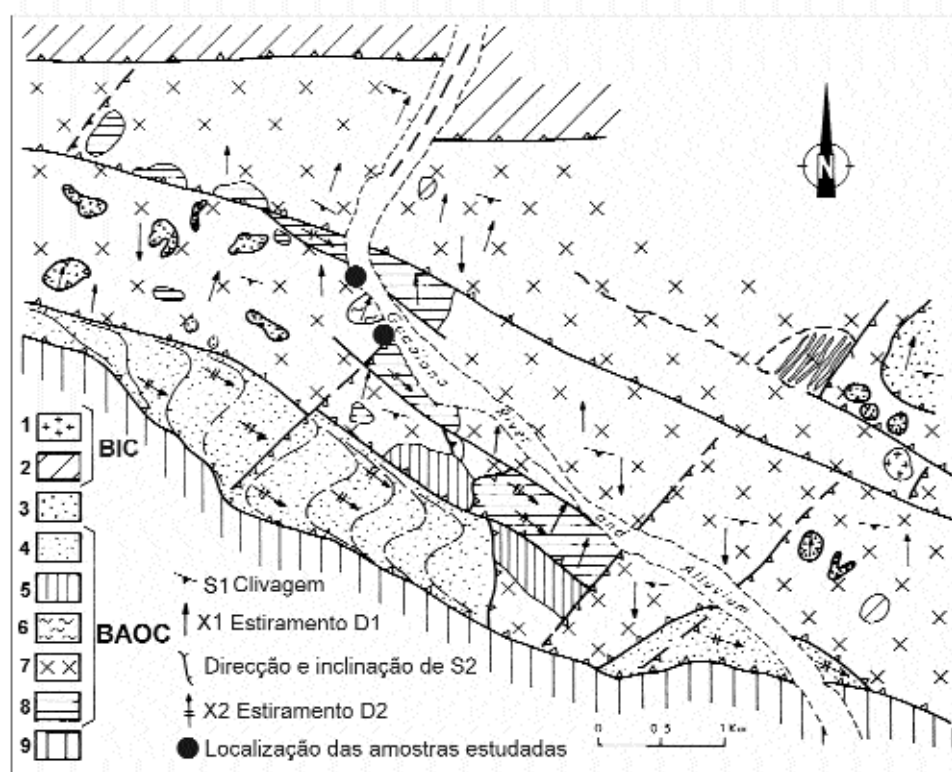 N
Guadiana River and Alluvium
1
2
BIC
3
4
5
6
7
8
BAOC
9
S1 Clivagem
X1 Estiramento D1
Direcção e inclinação de S2
X2 Estiramento D2
Localização das amostras estudadas
0 0 5 1 Km